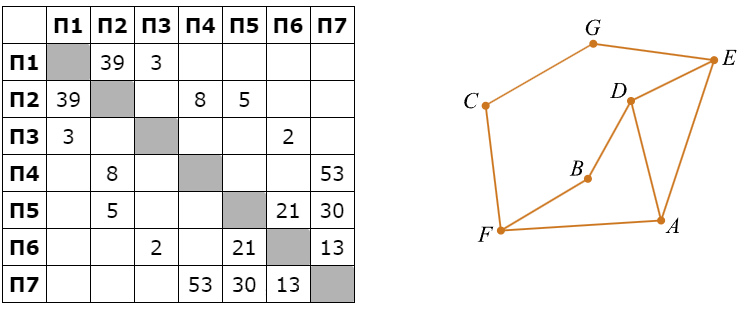 П1 П2 П3 П4 П5 П6 П7
П1 39 3
П2 39 8 5
П3 3 2
П4 8 53
П5 5 21 30
П6 2 21 13
П7 53 30 13
G
E
D
C
B
F
A